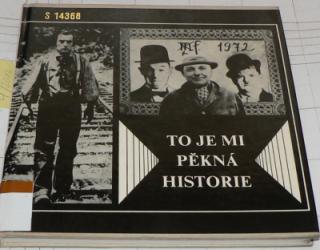 S 14368
mf 1972
TO JE MI
PĚKNÁ
HISTORIE